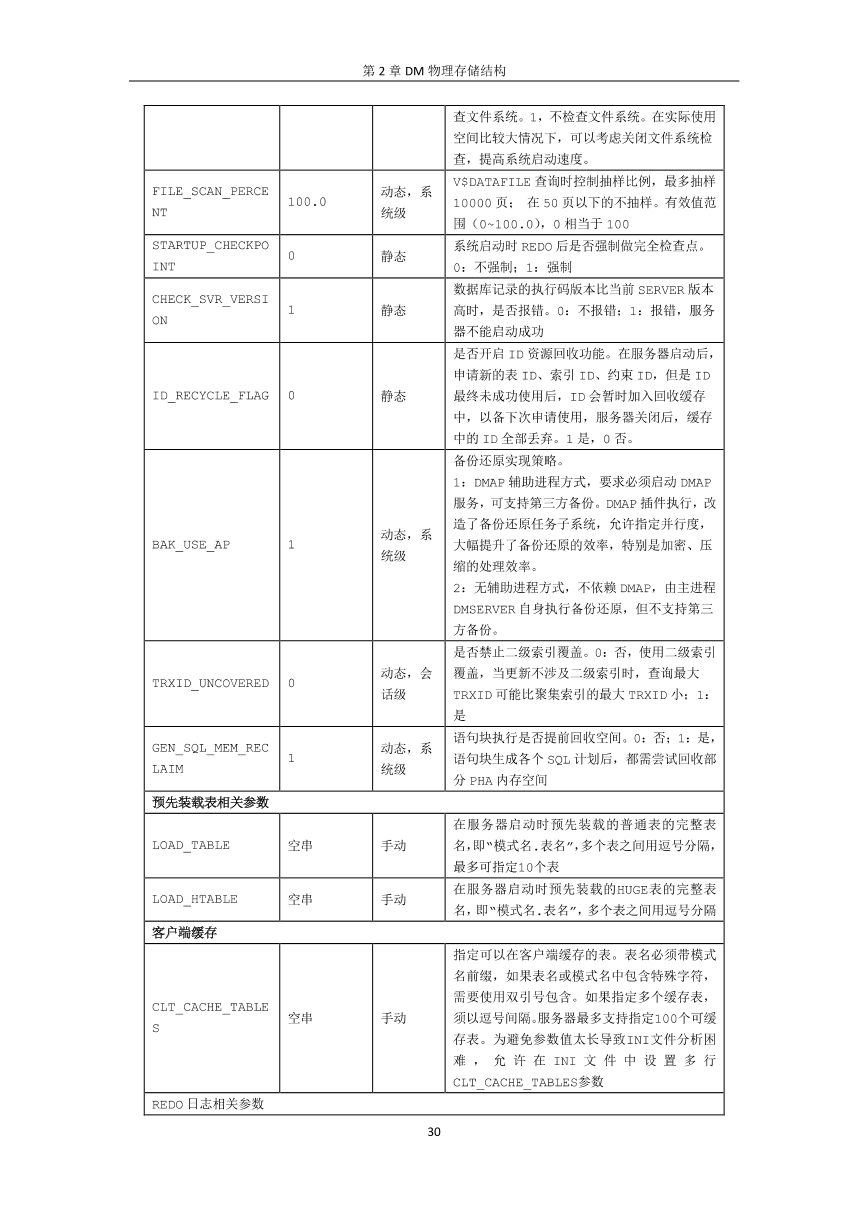 第 2 章 DM 物理存储结构
查文件系统。1，不检查文件系统。在实际使用
空间比较大情况下，可以考虑关闭文件系统检
查，提高系统启动速度。
FILE_SCAN_PERCE
NT
100.0
动态，系
统级
V$DATAFILE 查询时控制抽样比例，最多抽样
10000 页； 在 50 页以下的不抽样。有效值范
围（0~100.0），0 相当于 100
STARTUP_CHECKPO
INT
0
静态
系统启动时 REDO 后是否强制做完全检查点。
0：不强制；1：强制
CHECK_SVR_VERSI
ON
1
静态
数据库记录的执行码版本比当前 SERVER 版本
高时，是否报错。0：不报错；1：报错，服务
器不能启动成功
ID_RECYCLE_FLAG
0
静态
是否开启 ID 资源回收功能。在服务器启动后，
申请新的表 ID、索引 ID、约束 ID，但是 ID
最终未成功使用后，ID 会暂时加入回收缓存
中，以备下次申请使用，服务器关闭后，缓存
中的 ID 全部丢弃。1 是，0 否。
BAK_USE_AP
1
动态，系
统级
备份还原实现策略。
1：DMAP 辅助进程方式，要求必须启动 DMAP
服务，可支持第三方备份。DMAP 插件执行，改
造了备份还原任务子系统，允许指定并行度，
大幅提升了备份还原的效率，特别是加密、压
缩的处理效率。
2：无辅助进程方式，不依赖 DMAP，由主进程
DMSERVER 自身执行备份还原，但不支持第三
方备份。
TRXID_UNCOVERED
0
动态，会
话级
是否禁止二级索引覆盖。0：否，使用二级索引
覆盖，当更新不涉及二级索引时，查询最大
TRXID 可能比聚集索引的最大 TRXID 小；1：
是
GEN_SQL_MEM_REC
LAIM
1
动态，系
统级
语句块执行是否提前回收空间。0：否；1：是，
语句块生成各个 SQL 计划后，都需尝试回收部
分 PHA 内存空间
预先装载表相关参数
LOAD_TABLE
空串
手动
在服务器启动时预先装载的普通表的完整表
名，即“模式名.表名”，多个表之间用逗号分隔，
最多可指定10个表
LOAD_HTABLE
空串
手动
在服务器启动时预先装载的HUGE表的完整表
名，即“模式名.表名”，多个表之间用逗号分隔
客户端缓存
CLT_CACHE_TABLE
S
空串
手动
指定可以在客户端缓存的表。表名必须带模式
名前缀，如果表名或模式名中包含特殊字符，
需要使用双引号包含。如果指定多个缓存表，
须以逗号间隔。服务器最多支持指定100个可缓
存表。为避免参数值太长导致INI文件分析困
难 ， 允 许 在 INI 文 件 中 设 置 多 行
CLT_CACHE_TABLES参数
REDO 日志相关参数
30